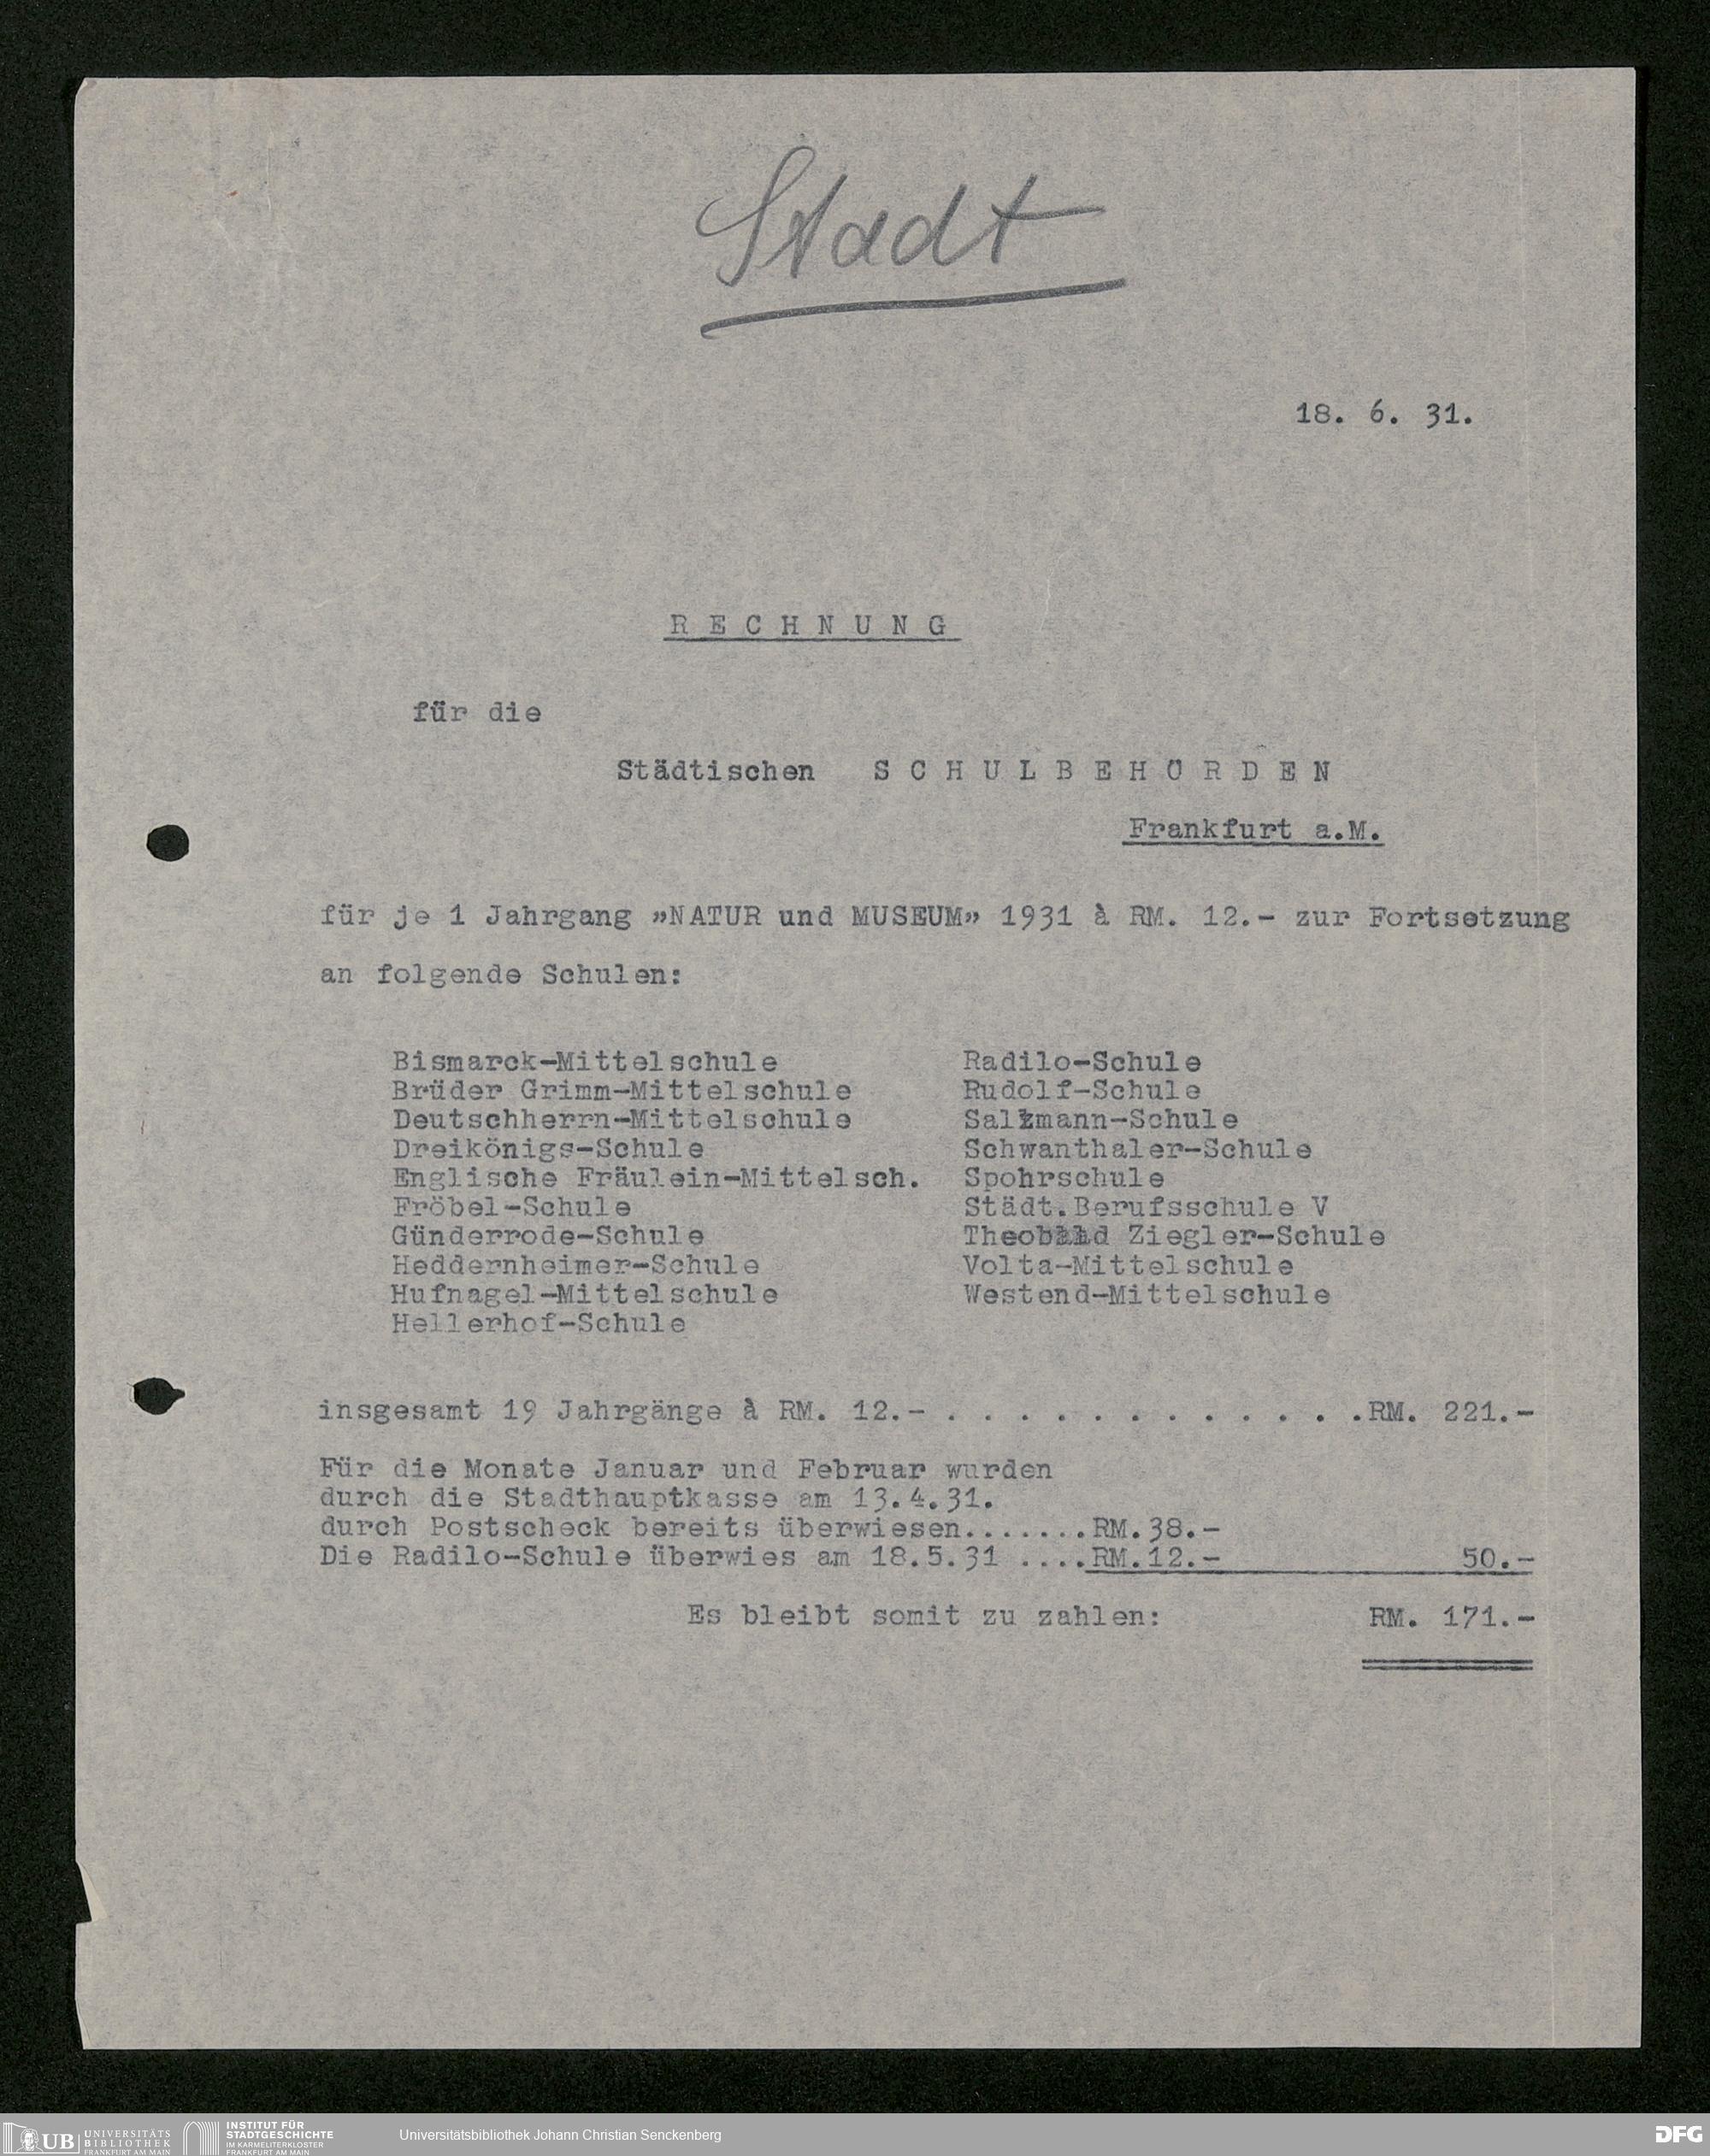 Stadt
18. 6. 31.
R E C H N U N G
für die
Städtischen S C H U L B E H Ö R D E N
Frankfurt a.M.
für je 1 Jahrgang »NATUR und MUSEUM» 1931 à RM. 12.- zur Fortsetzung
an folgende Schulen:
Bismarck-Mittelschule
Brüder Grimm-Mittelschule
Deutschherrn-Mittelschule
Dreikönigs-Schule
Englische Fräulein-Mittelsch.
Fröbel-Schule
Günderrode-Schule
Heddernheimer-Schule
Hufnagel-Mittelschule
Hellerhof-Schule
Radilo-Schule
Rudolf-Schule
Salzmann-Schule
Schwanthaler-Schule
Spohrschule
Städt.Berufsschule V
Theobald Ziegler-Schule
Volta-Mittelschule
Westend-Mittelschule
insgesamt 19 Jahrgänge à RM. 12.- . . . . . . . . . . . . .RM. 221.-
Für die Monate Januar und Februar wurden
durch die Stadthauptkasse am 13.4.31.
durch Postscheck bereits überwiesen.......RM.38.-
Die Radilo-Schule überwies am 18.5.31 ....RM.12.- 50.-
Es bleibt somit zu zahlen: RM. 171.-
UB UNIVERSITÄTS
BIBLIOTHEK
FRANKFURT AM MAIN
INSTITUT FÜR
STADTGESCHICHTE
IM KARMELITERKLOSTER
FRANKFURT AM MAIN
Universitätsbibliothek Johann Christian Senckenberg
DFG